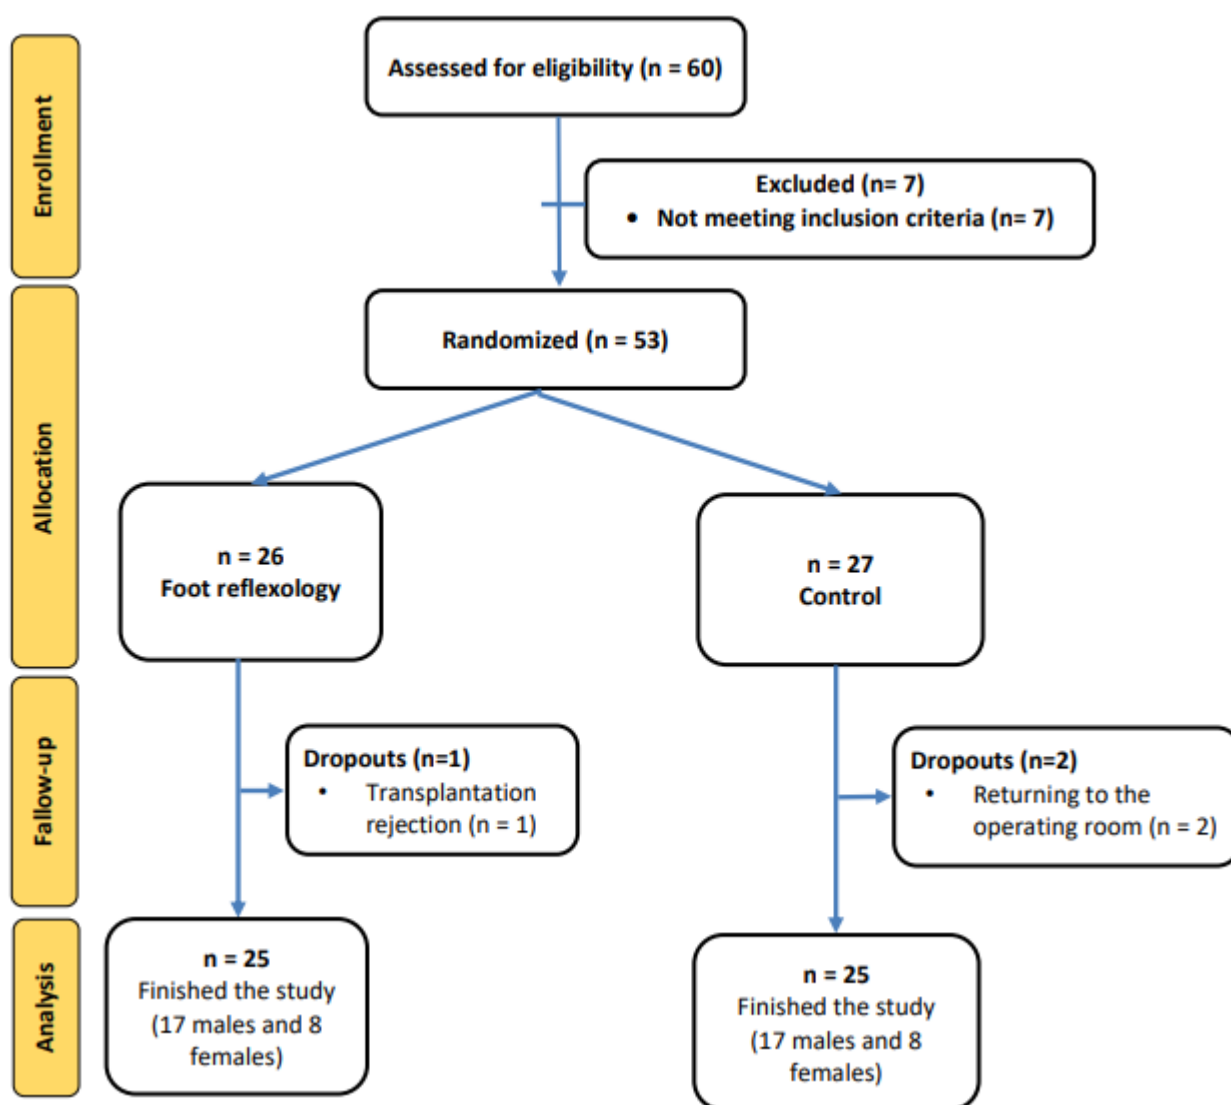 Enrollment
Assessed for eligibility (n = 60)
Excluded (n= 7)
• Not meeting inclusion criteria (n= 7)
Allocation
Randomized (n = 53)
n = 26
Foot reflexology
n = 27
Control
Fallow-up
Dropouts (n=1)
• Transplantation
rejection (n = 1)
Dropouts (n=2)
• Returning to the
operating room (n = 2)
Analysis
n = 25
Finished the study
(17 males and 8
females)
n = 25
Finished the study
(17 males and 8
females)